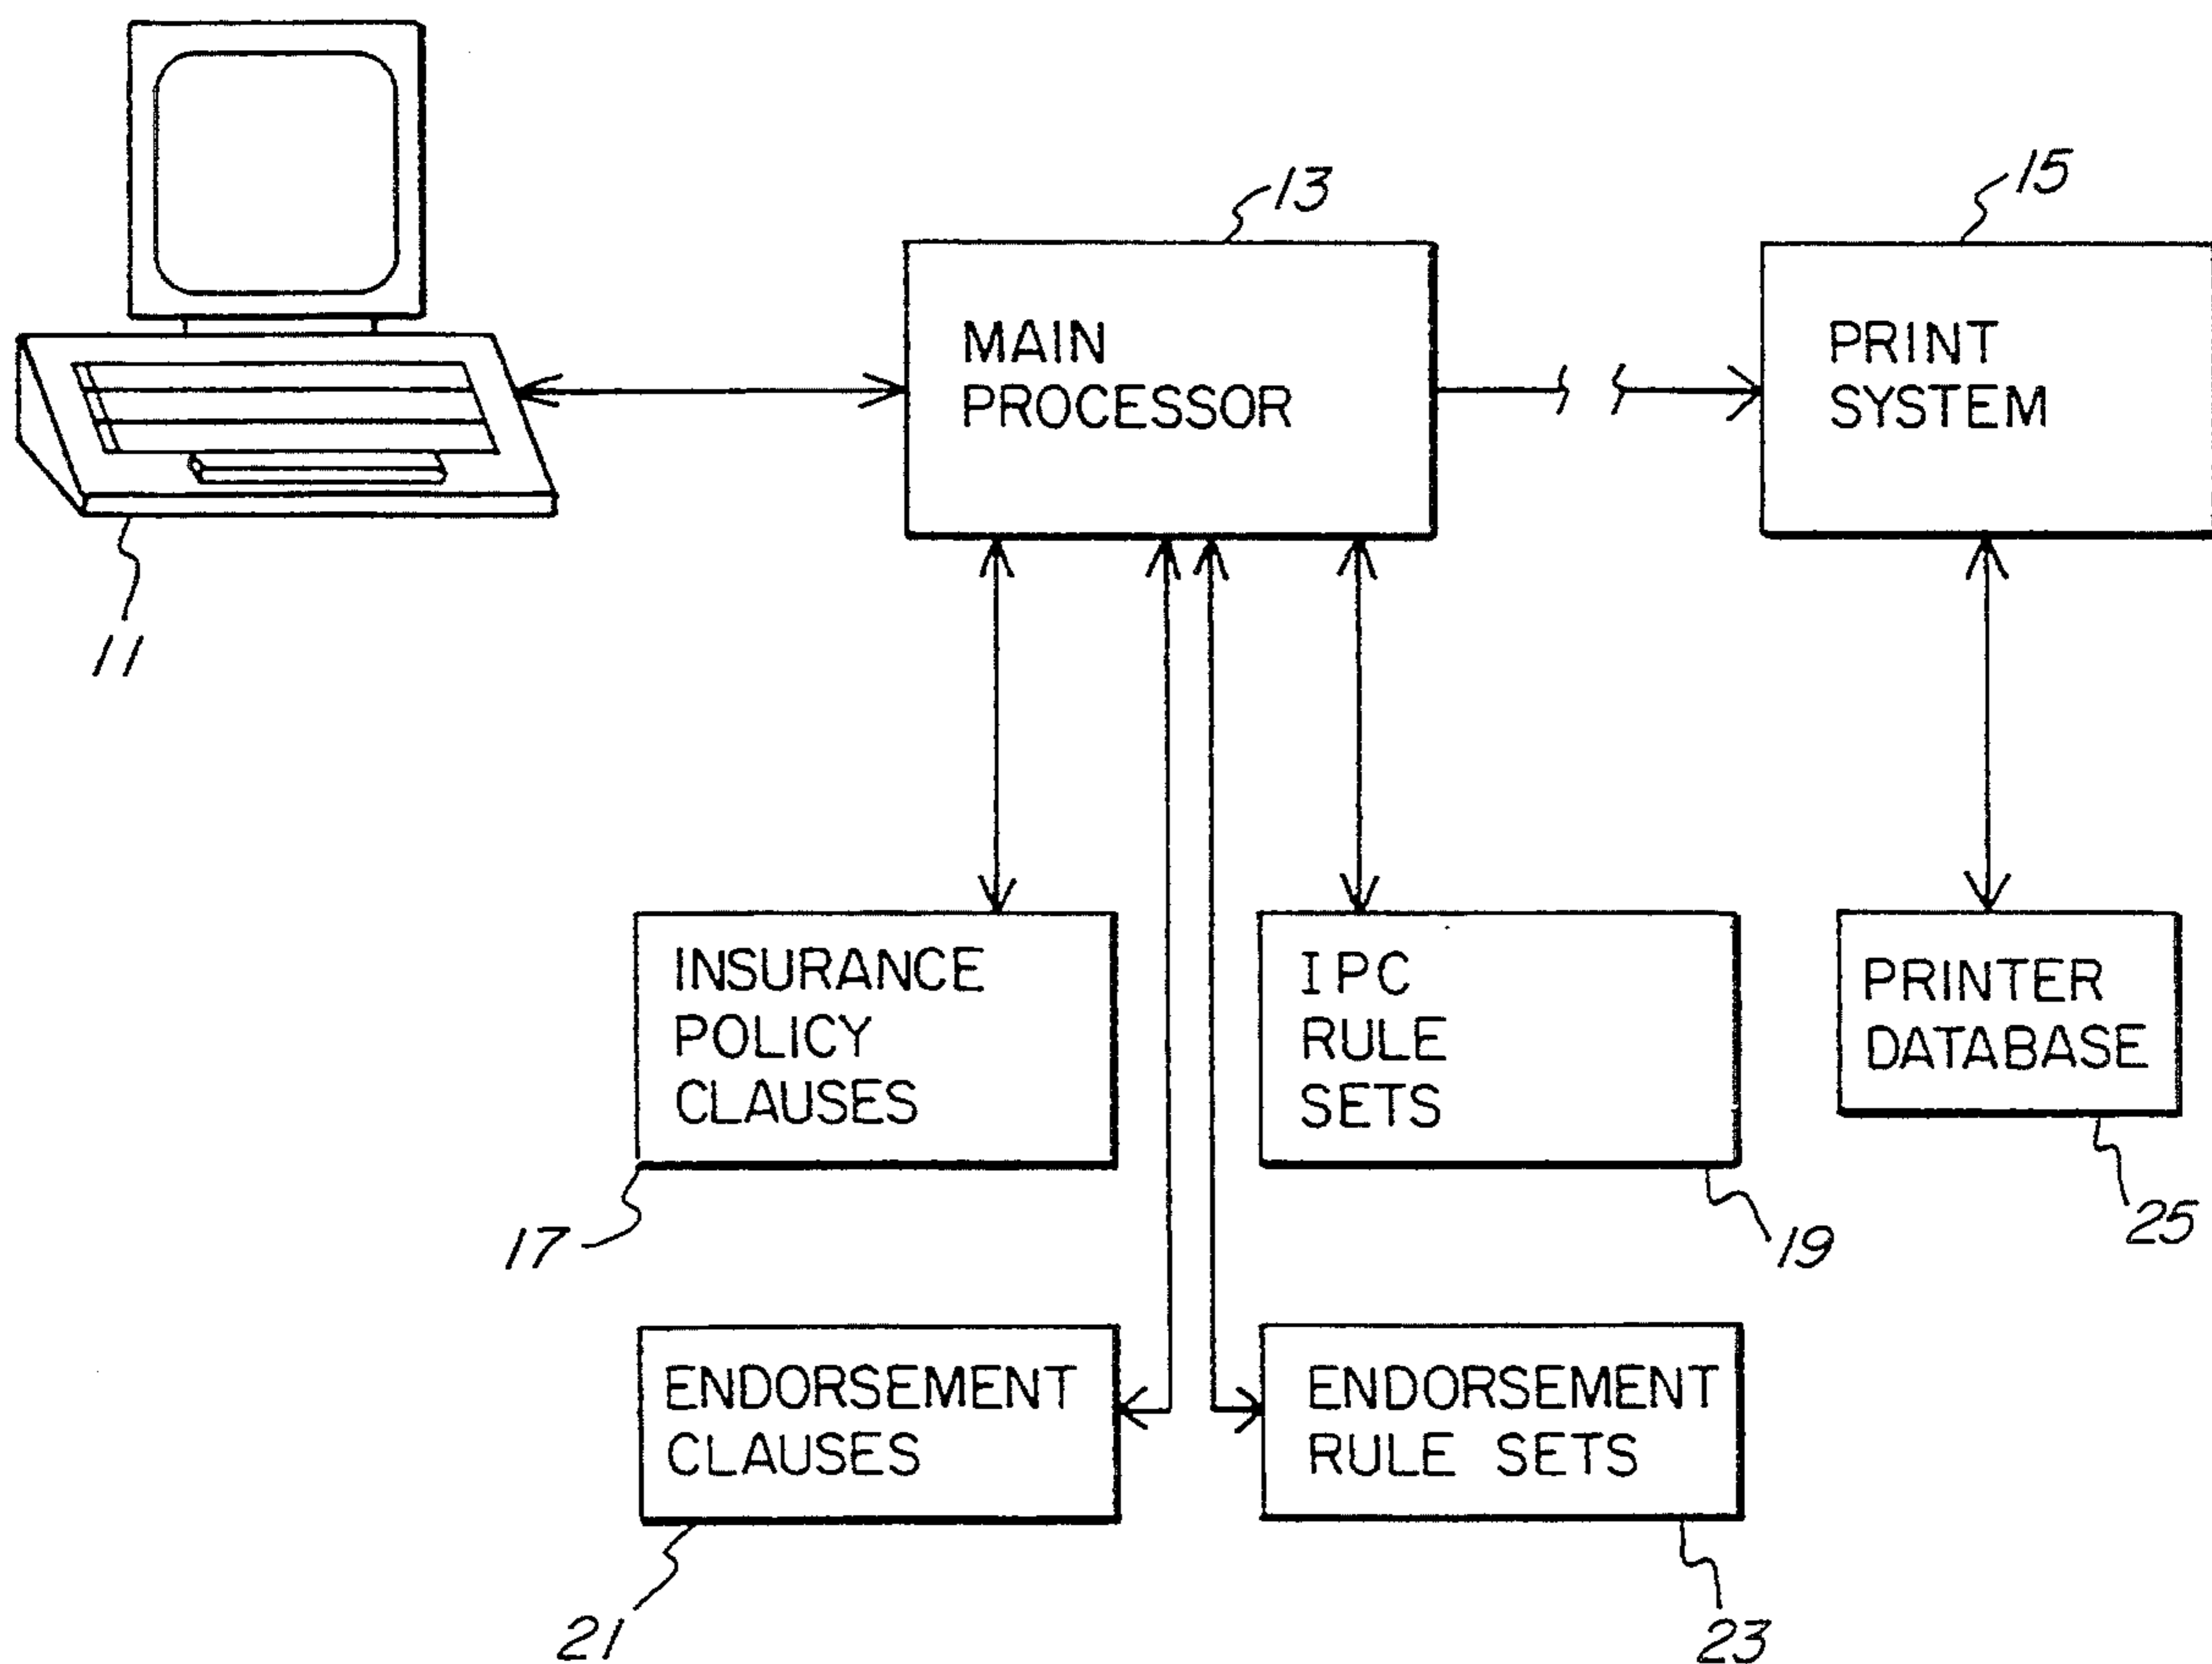 13
15
MAIN
PROCESSOR
PRINT
SYSTEM
11
INSURANCE
POLICY
CLAUSES
IPC
RULE
SETS
PRINTER
DATABASE
17
19
25
ENDORSEMENT
CLAUSES
ENDORSEMENT
RULE SETS
21
23